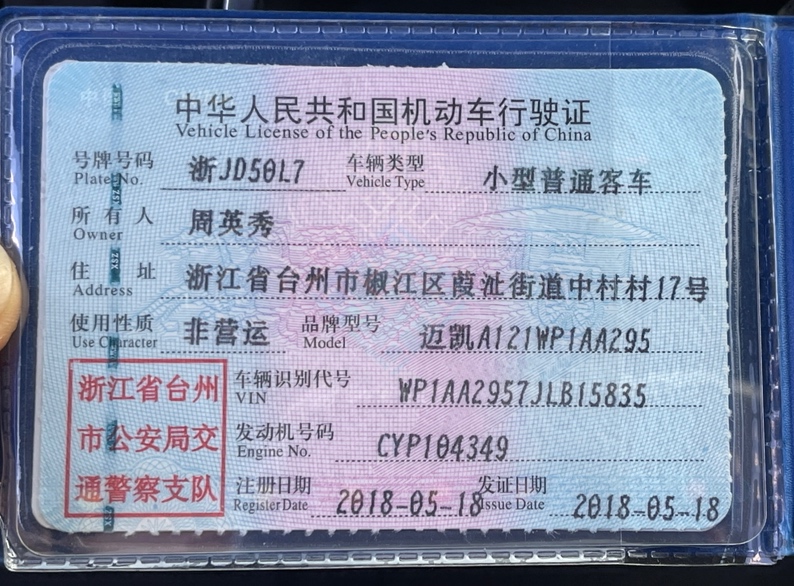 中华人民共和国机动车行驶证
Vehicle License of the People's Republic of China
号牌号码 浙JD50L7 车辆类型 小型普通客车
Plate No. Vehicle Type
所有人 周英秀
Owner
住址 浙江省台州市椒江区葭沚街道中村村17号
Address
使用性质 非营运 品牌型号 迈凯A121WP1AA295
Use Character Model
浙江省台州 车辆识别代号 WP1AA2957JLB15835
VIN
市公安局交 发动机号码 CYP104349
Engine No.
通警察支队 注册日期 2018-05-18 发证日期 2018-05-18
Register Date Issue Date